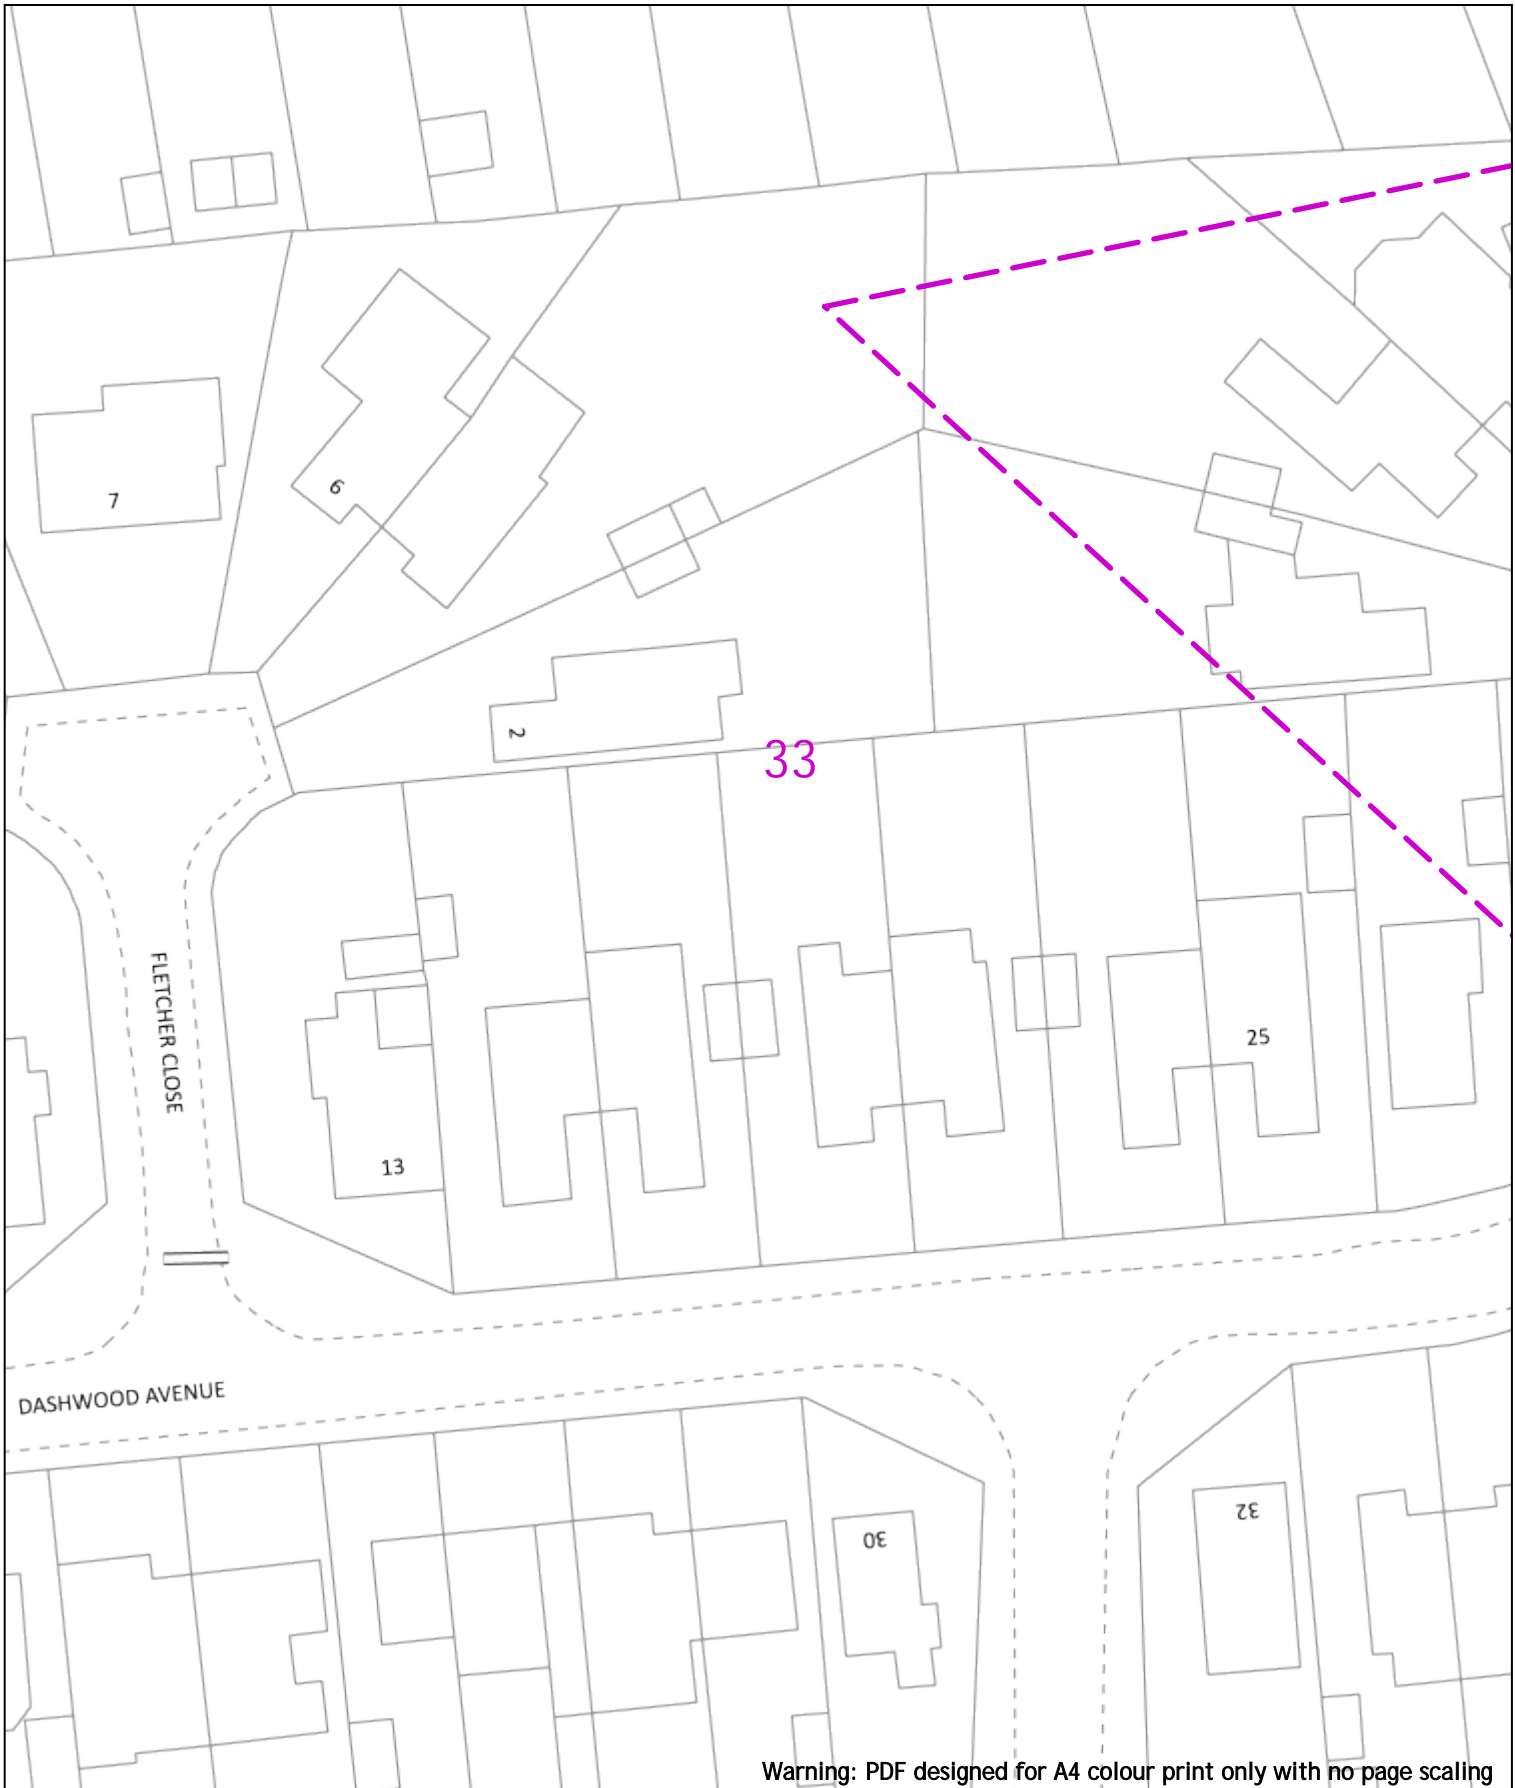 7
6
2
33
FLETCHER CLOSE
25
13
DASHWOOD AVENUE
30
32
Warning: PDF designed for A4 colour print only with no page scaling